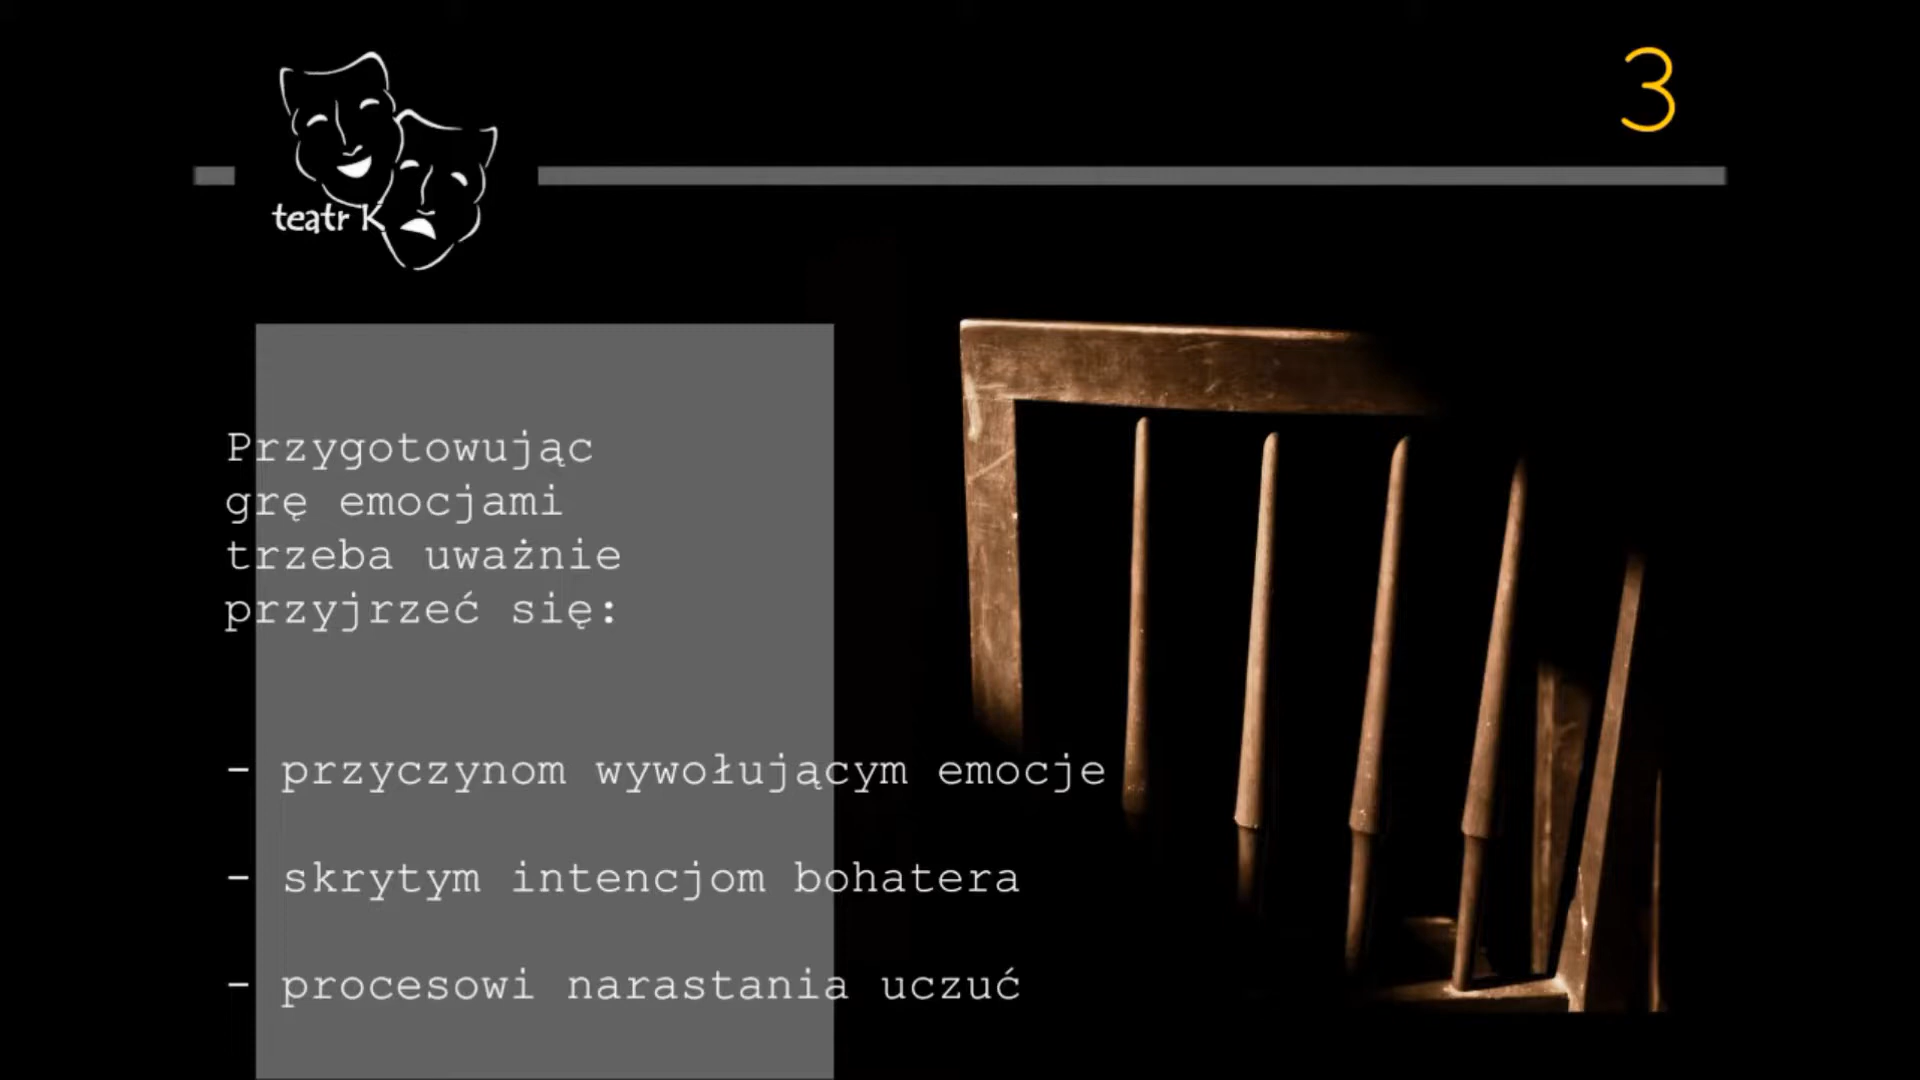 3
teatr K
Przygotowując
grę emocjami
trzeba uważnie
przyjrzeć się:
- przyczynom wywołującym emocje
- skrytym intencjom bohatera
- procesowi narastania uczuć